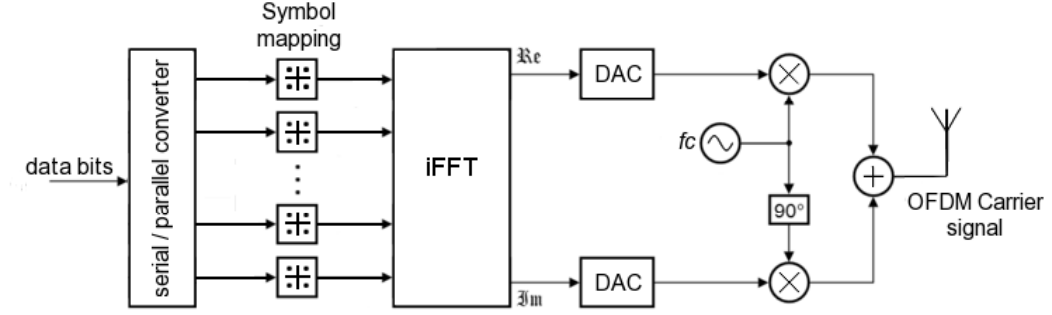 Symbol
mapping
serial / parallel converter
data bits
iFFT
ℜe
ℑm
DAC
DAC
fc
90°
OFDM Carrier
signal